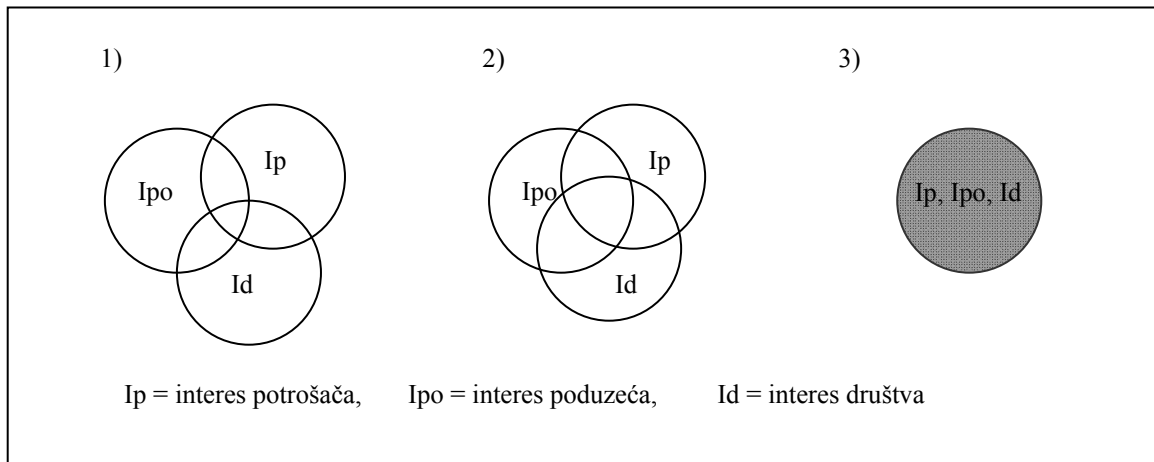 1) 2) 3)
Ip
Ipo
Id
Ip
Ipo
Id
Ip, Ipo, Id
Ip = interes potrošača, Ipo = interes poduzeća, Id = interes društva